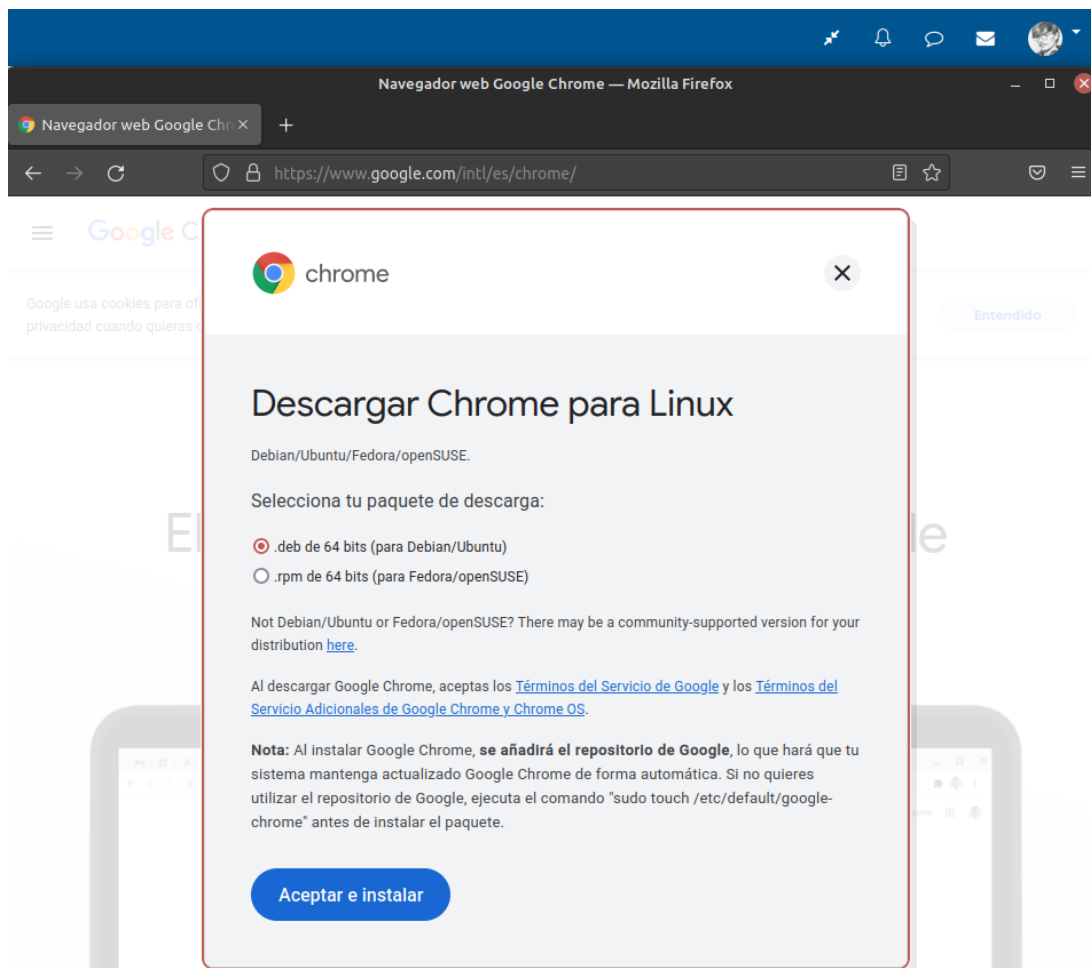 Navegador web Google Chrome — Mozilla Firefox
Navegador web Google Chr
https://www.google.com/intl/es/chrome/
Google C
chrome
Google usa cookies para of
privacidad cuando quieras
Entendido
Descargar Chrome para Linux
Debian/Ubuntu/Fedora/openSUSE.
Selecciona tu paquete de descarga:
El
le
.deb de 64 bits (para Debian/Ubuntu)
.rpm de 64 bits (para Fedora/openSUSE)
Not Debian/Ubuntu or Fedora/openSUSE? There may be a community-supported version for your
distribution here.
Al descargar Google Chrome, aceptas los Términos del Servicio de Google y los Términos del
Servicio Adicionales de Google Chrome y Chrome OS.
Nota: Al instalar Google Chrome, se añadirá el repositorio de Google, lo que hará que tu
sistema mantenga actualizado Google Chrome de forma automática. Si no quieres
utilizar el repositorio de Google, ejecuta el comando "sudo touch /etc/default/google-
chrome" antes de instalar el paquete.
Aceptar e instalar